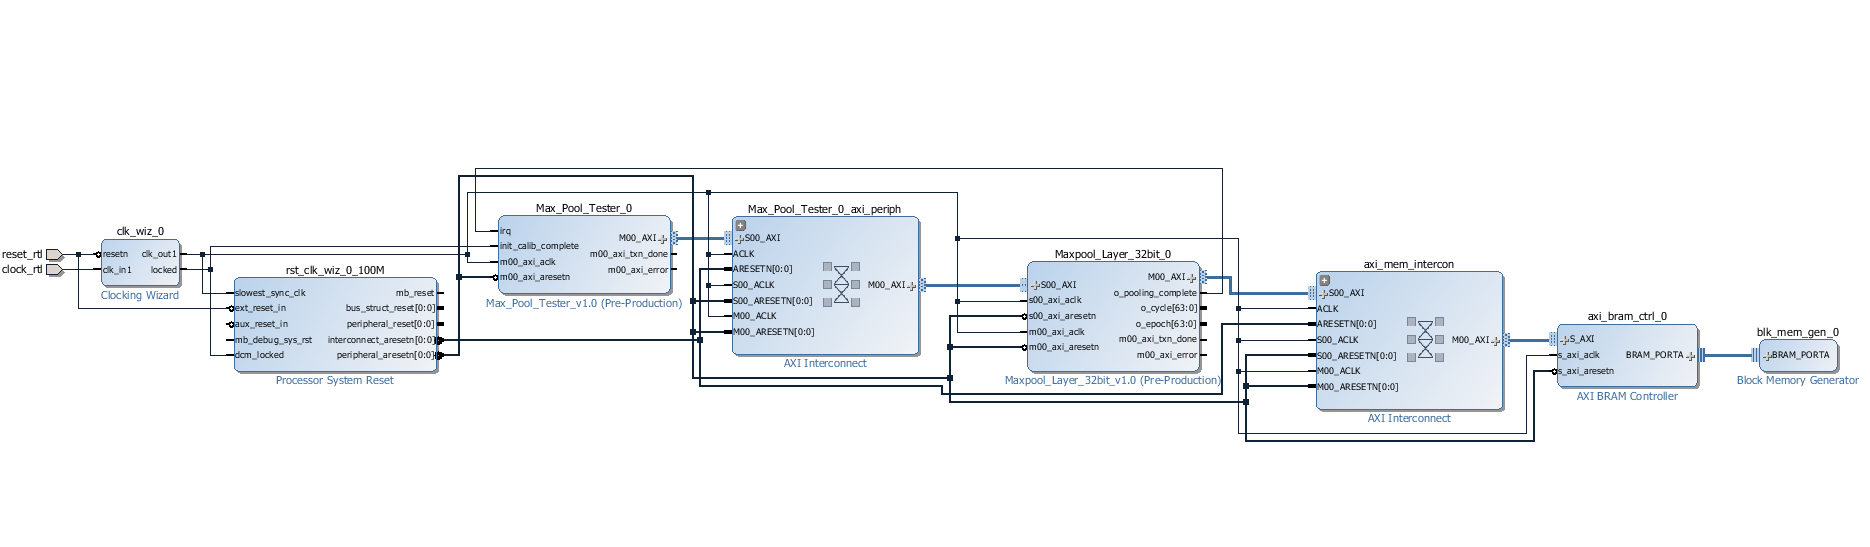 reset_rtl
clock_rtl
clk_wiz_0
resetn
clk_in1
clk_out1
locked
Clocking Wizard
rst_clk_wiz_0_100M
slowest_sync_clk
ext_reset_in
aux_reset_in
mb_debug_sys_rst
dcm_locked
mb_reset
bus_struct_reset[0:0]
peripheral_reset[0:0]
interconnect_aresetn[0:0]
peripheral_aresetn[0:0]
Processor System Reset
Max_Pool_Tester_0
irq
init_calib_complete
m00_axi_aclk
m00_axi_aresetn
M00_AXI
m00_axi_txn_done
m00_axi_error
Max_Pool_Tester_v1.0 (Pre-Production)
Max_Pool_Tester_0_axi_periph
S00_AXI
ACLK
ARESETN[0:0]
S00_ACLK
S00_ARESETN[0:0]
M00_ACLK
M00_ARESETN[0:0]
M00_AXI
AXI Interconnect
Maxpool_Layer_32bit_0
S00_AXI
s00_axi_aclk
s00_axi_aresetn
m00_axi_aclk
m00_axi_aresetn
M00_AXI
o_pooling_complete
o_cycle[63:0]
o_epoch[63:0]
m00_axi_txn_done
m00_axi_error
Maxpool_Layer_32bit_v1.0 (Pre-Production)
axi_mem_intercon
S00_AXI
ACLK
ARESETN[0:0]
S00_ACLK
S00_ARESETN[0:0]
M00_ACLK
M00_ARESETN[0:0]
M00_AXI
AXI Interconnect
axi_bram_ctrl_0
S_AXI
s_axi_aclk
s_axi_aresetn
BRAM_PORTA
AXI BRAM Controller
blk_mem_gen_0
BRAM_PORTA
Block Memory Generator